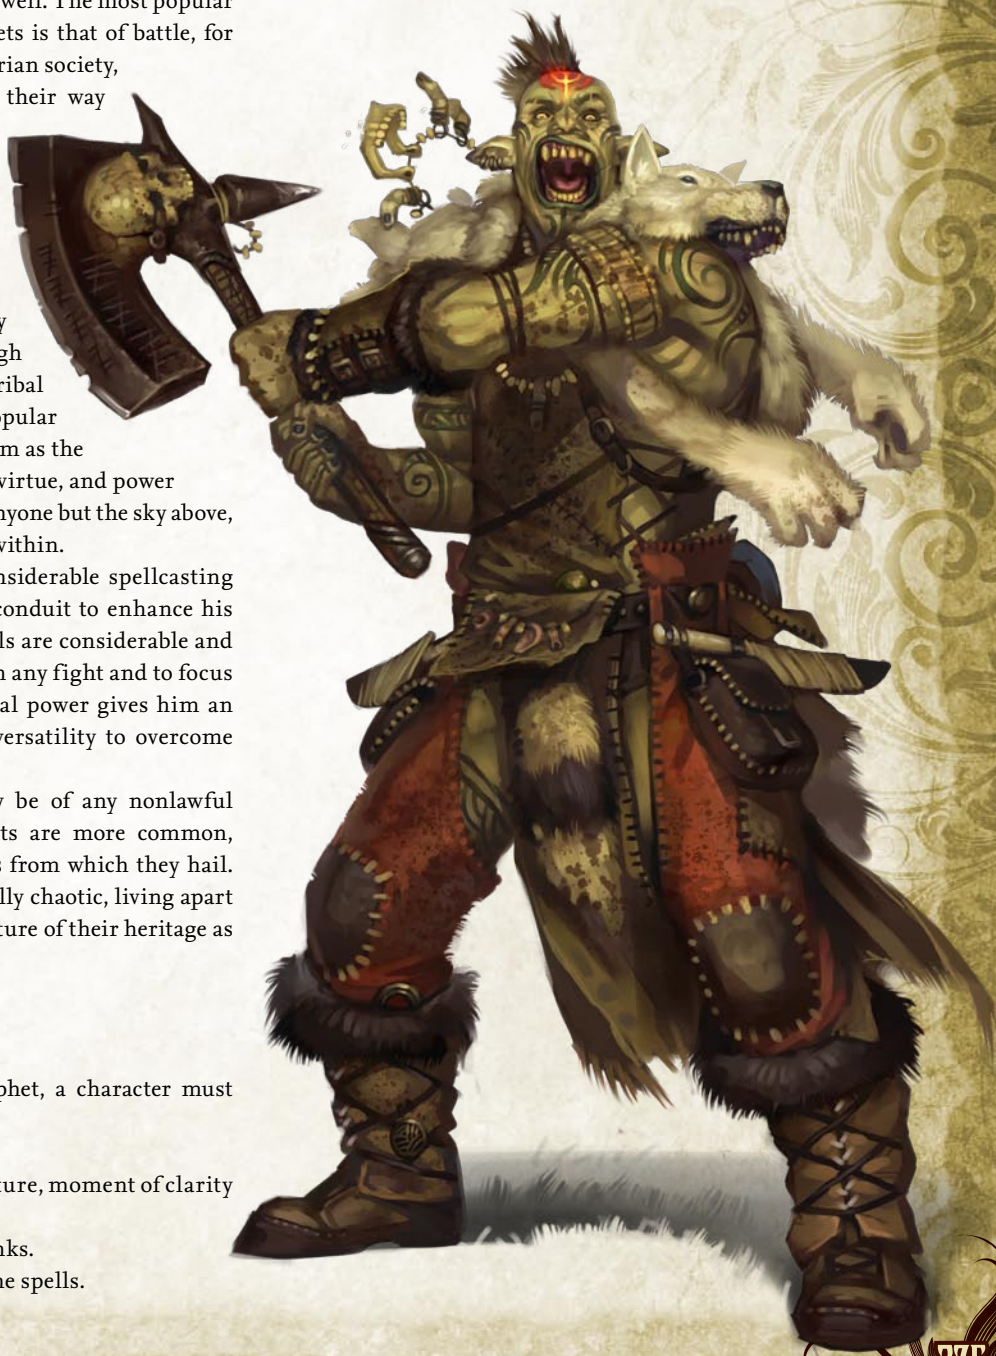 well. The most popular
ets is that of battle, for
rian society,
their way
y
gh
ribal
opular
m as the
virtue, and power
nyone but the sky above,
within.
nsiderable spellcasting
conduit to enhance his
ls are considerable and
n any fight and to focus
al power gives him an
versatility to overcome
y be of any nonlawful
ts are more common,
s from which they hail.
lly chaotic, living apart
ture of their heritage as
phet, a character must
ture, moment of clarity
nks.
ne spells.